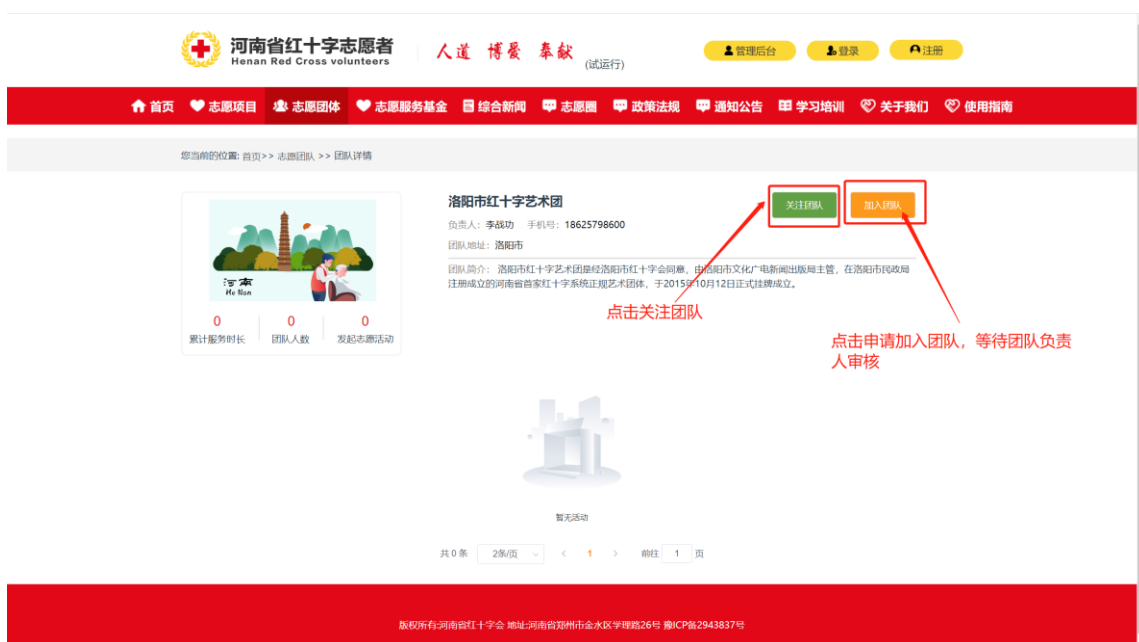 河南省红十字志愿者
Henan Red Cross volunteers
人道 博爱 奉献 (试运行)
管理后台 登录 注册
首页 志愿项目 志愿团体 志愿服务基金 综合新闻 志愿圈 政策法规 通知公告 学习培训 关于我们 使用指南
您当前的位置: 首页>> 志愿团队 >> 团队详情
洛阳市红十字艺术团
关注团队 加入团队
负责人: 李战功 手机号: 18625798600
团队地址: 洛阳市
团队简介: 洛阳市红十字艺术团是经洛阳市红十字会同意、由洛阳市文化广电新闻出版局主管，在洛阳市民政局
注册成立的河南省首家红十字系统正规艺术团体，于2015年10月12日正式挂牌成立。
河南
He Nan
0 0 0
累计服务时长 团队人数 发起志愿活动
点击关注团队
点击申请加入团队，等待团队负责
人审核
暂无活动
共 0 条 2条/页 1 前往 1 页
版权所有:河南省红十字会 地址:河南省郑州市金水区学理路26号 豫ICP备2943837号